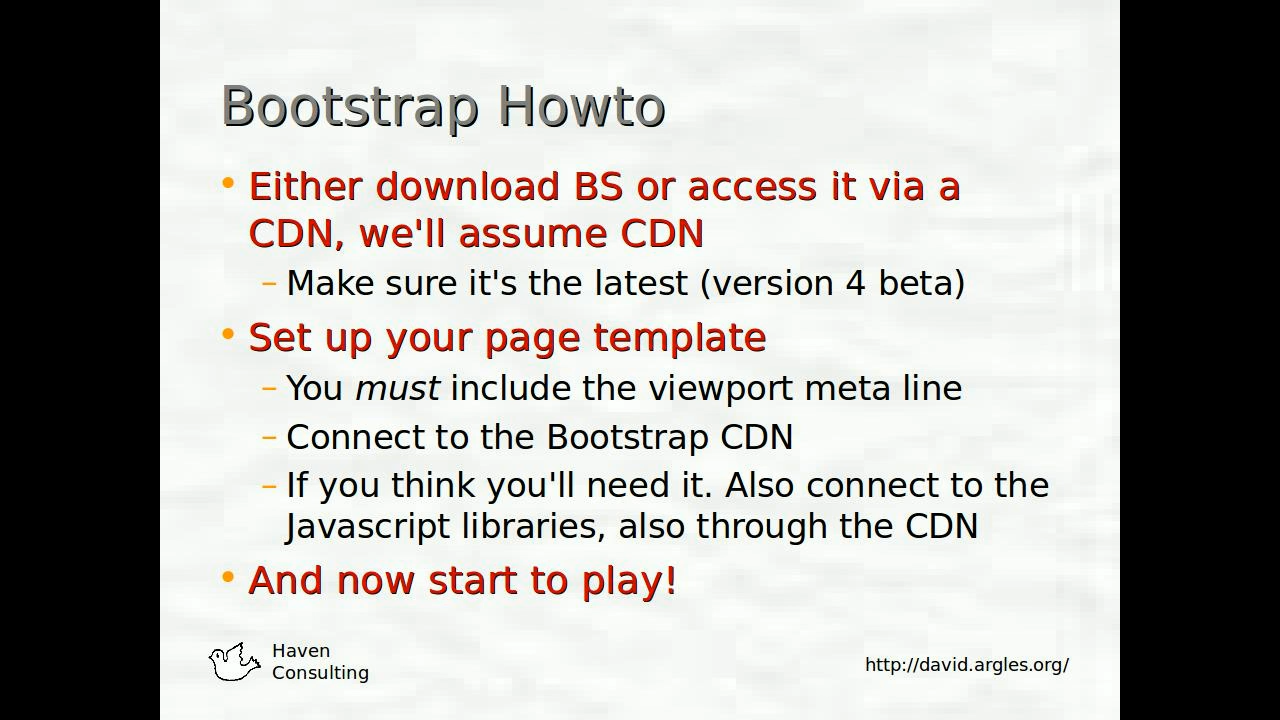 Bootstrap Howto
• Either download BS or access it via a
CDN, we'll assume CDN
– Make sure it's the latest (version 4 beta)
• Set up your page template
– You must include the viewport meta line
– Connect to the Bootstrap CDN
– If you think you'll need it. Also connect to the
Javascript libraries, also through the CDN
• And now start to play!
Haven
Consulting
http://david.argles.org/